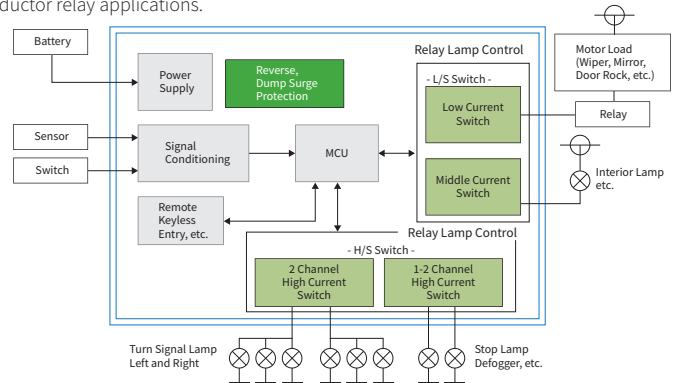 ductor relay applications.
Battery
Power
Supply
Reverse,
Dump Surge
Protection
Relay Lamp Control
- L/S Switch -
Low Current
Switch
Motor Load
(Wiper, Mirror,
Door Rock, etc.)
Relay
Sensor
Switch
Signal
Conditioning
MCU
Middle Current
Switch
Interior Lamp
etc.
Remote
Keyless
Entry, etc.
Relay Lamp Control
- H/S Switch -
2 Channel
High Current
Switch
1-2 Channel
High Current
Switch
Turn Signal Lamp
Left and Right
Stop Lamp
Defogger, etc.